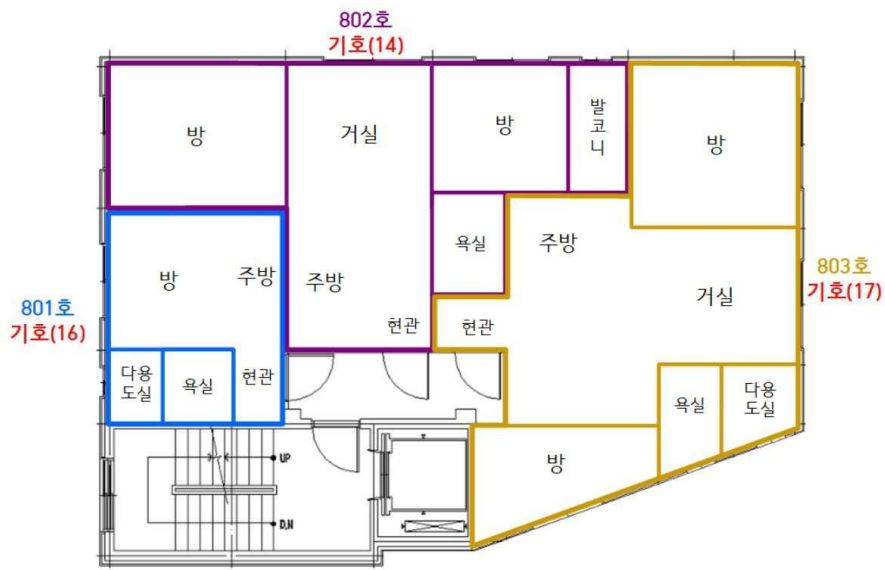 802호
기호(14)
방
거실
방
발
코
니
방
욕실
주방
방
주방
주방
거실
803호
기호(17)
801호
기호(16)
현관
현관
다용
도실
욕실
현관
욕실
다용
도실
방
UP
D.N